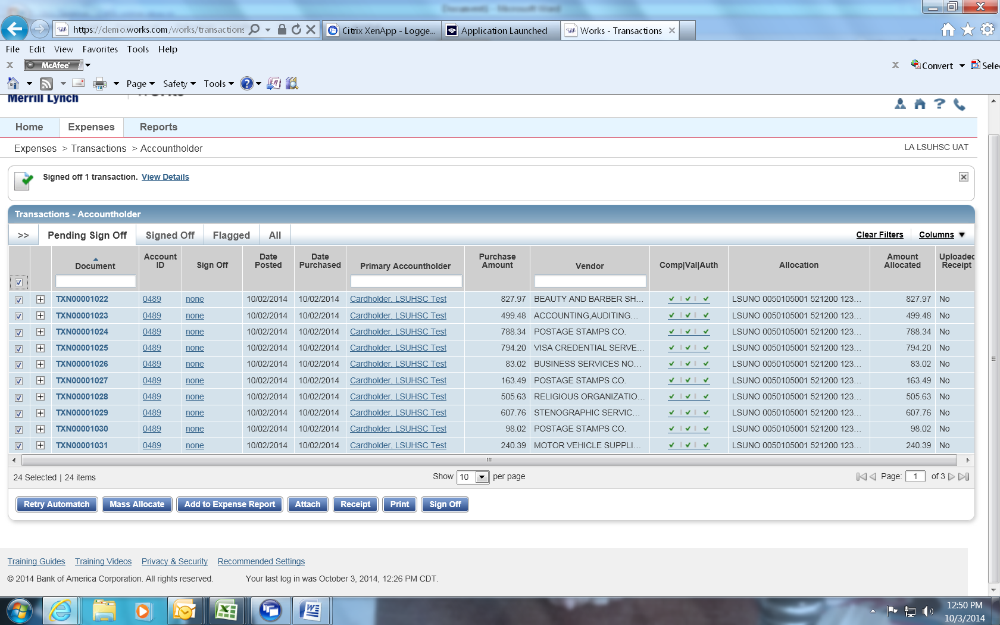 https://demo.works.com/works/transactions
Citrix XenApp - Logge...
Application Launched
Works - Transactions
File Edit View Favorites Tools Help
McAfee
Convert
Sele
Page Safety Tools
Merrill Lynch
Home Expenses Reports
Expenses > Transactions > Accountholder
LA LSUHSC UAT
Signed off 1 transaction. View Details
Transactions - Accountholder
>> Pending Sign Off Signed Off Flagged All
Clear Filters Columns
Document Account ID Sign Off Date Posted Date Purchased Primary Accountholder Purchase Amount Vendor Comp|Val|Auth Allocation Amount Allocated Uploaded Receipt
TXN00001022 0489 none 10/02/2014 10/02/2014 Cardholder, LSUHSC Test 827.97 BEAUTY AND BARBER SH... LSUNO 0050105001 521200 123... 827.97 No
TXN00001023 0489 none 10/02/2014 10/02/2014 Cardholder, LSUHSC Test 499.48 ACCOUNTING,AUDITING... LSUNO 0050105001 521200 123... 499.48 No
TXN00001024 0489 none 10/02/2014 10/02/2014 Cardholder, LSUHSC Test 788.34 POSTAGE STAMPS CO. LSUNO 0050105001 521200 123... 788.34 No
TXN00001025 0489 none 10/02/2014 10/02/2014 Cardholder, LSUHSC Test 794.20 VISA CREDENTIAL SERVE... LSUNO 0050105001 521200 123... 794.20 No
TXN00001026 0489 none 10/02/2014 10/02/2014 Cardholder, LSUHSC Test 83.02 BUSINESS SERVICES NO... LSUNO 0050105001 521200 123... 83.02 No
TXN00001027 0489 none 10/02/2014 10/02/2014 Cardholder, LSUHSC Test 163.49 POSTAGE STAMPS CO. LSUNO 0050105001 521200 123... 163.49 No
TXN00001028 0489 none 10/02/2014 10/02/2014 Cardholder, LSUHSC Test 505.63 RELIGIOUS ORGANIZATIO... LSUNO 0050105001 521200 123... 505.63 No
TXN00001029 0489 none 10/02/2014 10/02/2014 Cardholder, LSUHSC Test 607.76 STENOGRAPHIC SERVIC... LSUNO 0050105001 521200 123... 607.76 No
TXN00001030 0489 none 10/02/2014 10/02/2014 Cardholder, LSUHSC Test 98.02 POSTAGE STAMPS CO. LSUNO 0050105001 521200 123... 98.02 No
TXN00001031 0489 none 10/02/2014 10/02/2014 Cardholder, LSUHSC Test 240.39 MOTOR VEHICLE SUPPLI... LSUNO 0050105001 521200 123... 240.39 No
24 Selected | 24 items
Show 10 per page
Page: 1 of 3
Retry Automatch Mass Allocate Add to Expense Report Attach Receipt Print Sign Off
Training Guides Training Videos Privacy & Security Recommended Settings
© 2014 Bank of America Corporation. All rights reserved. Your last log in was October 3, 2014, 12:26 PM CDT.
12:50 PM
10/3/2014